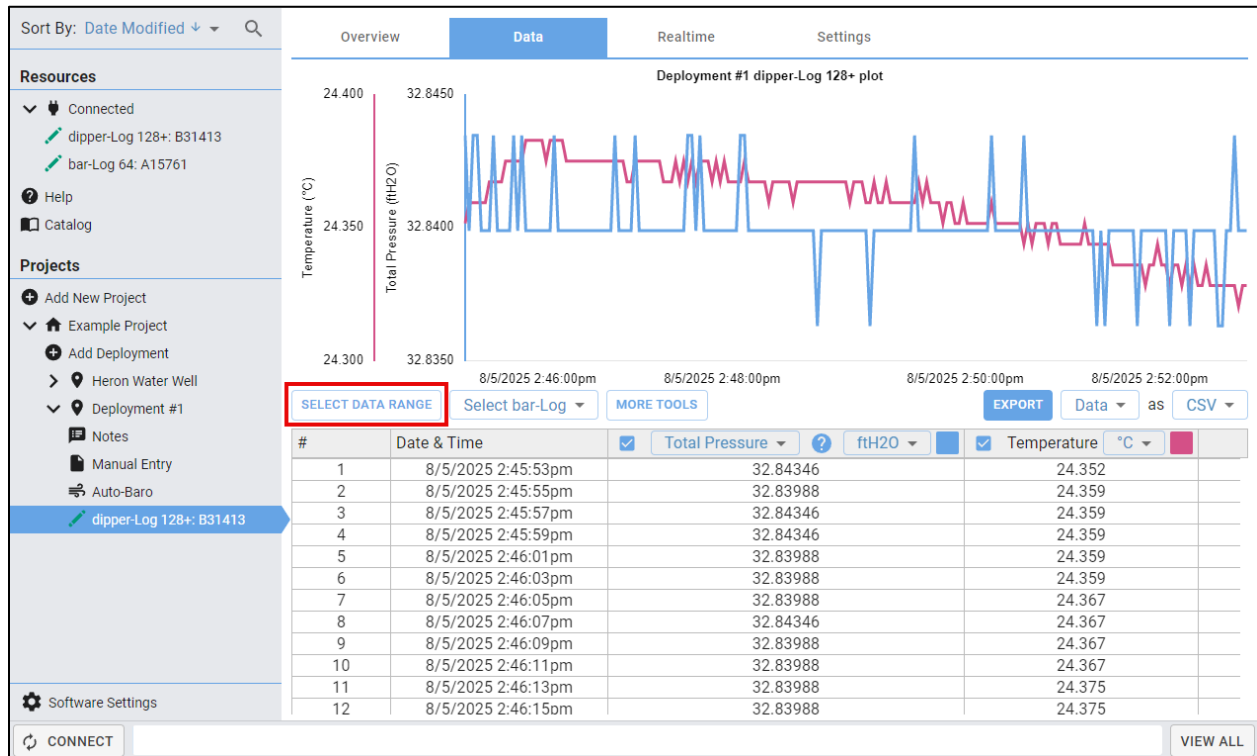 Sort By: Date Modified
Resources
Connected
dipper-Log 128+: B31413
bar-Log 64: A15761
Help
Catalog
Projects
Add New Project
Example Project
Add Deployment
Heron Water Well
Deployment #1
Notes
Manual Entry
Auto-Baro
dipper-Log 128+: B31413
Software Settings
Overview Data Realtime Settings
Deployment #1 dipper-Log 128+ plot
24.400 32.8450
Temperature (°C)
Total Pressure (ftH2O)
24.350 32.8400
24.300 32.8350
8/5/2025 2:46:00pm 8/5/2025 2:48:00pm 8/5/2025 2:50:00pm 8/5/2025 2:52:00pm
SELECT DATA RANGE Select bar-Log MORE TOOLS EXPORT Data as CSV
# Date & Time Total Pressure ftH2O Temperature °C
1 8/5/2025 2:45:53pm 32.84346 24.352
2 8/5/2025 2:45:55pm 32.83988 24.359
3 8/5/2025 2:45:57pm 32.83988 24.359
4 8/5/2025 2:45:59pm 32.84346 24.359
5 8/5/2025 2:46:01pm 32.83988 24.359
6 8/5/2025 2:46:03pm 32.83988 24.359
7 8/5/2025 2:46:05pm 32.83988 24.367
8 8/5/2025 2:46:07pm 32.84346 24.367
9 8/5/2025 2:46:09pm 32.83988 24.367
10 8/5/2025 2:46:11pm 32.83988 24.367
11 8/5/2025 2:46:13pm 32.83988 24.375
12 8/5/2025 2:46:15pm 32.83988 24.375
CONNECT VIEW ALL